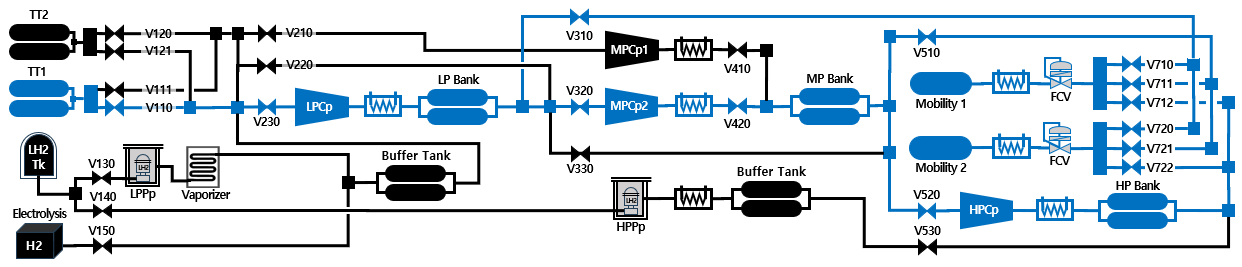 TT2
V120
V121
V210
V310
MPCp1
V410
V510
TT1
V111
V110
V220
V230
LPCp
LP Bank
V320
MPCp2
V420
MP Bank
Mobility 1
FCV
V710
V711
V712
LH2
Tk
V130
LH2
LPPp
Vaporizer
Buffer Tank
V330
Mobility 2
FCV
V720
V721
V722
V140
LH2
HPPp
Buffer Tank
V520
HPCp
HP Bank
V530
Electrolysis
H2
V150